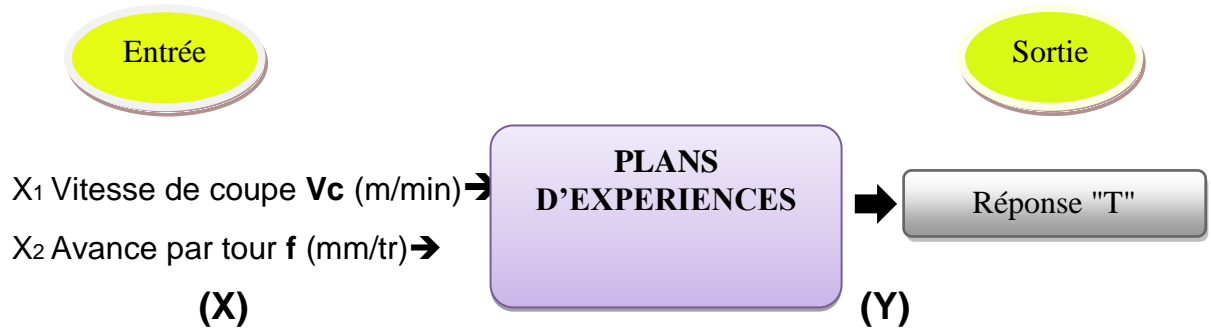 Entrée
Sortie
PLANS
D’EXPERIENCES
X1 Vitesse de coupe Vc (m/min)➔
Réponse "T"
X2 Avance par tour f (mm/tr)➔
(X)
(Y)